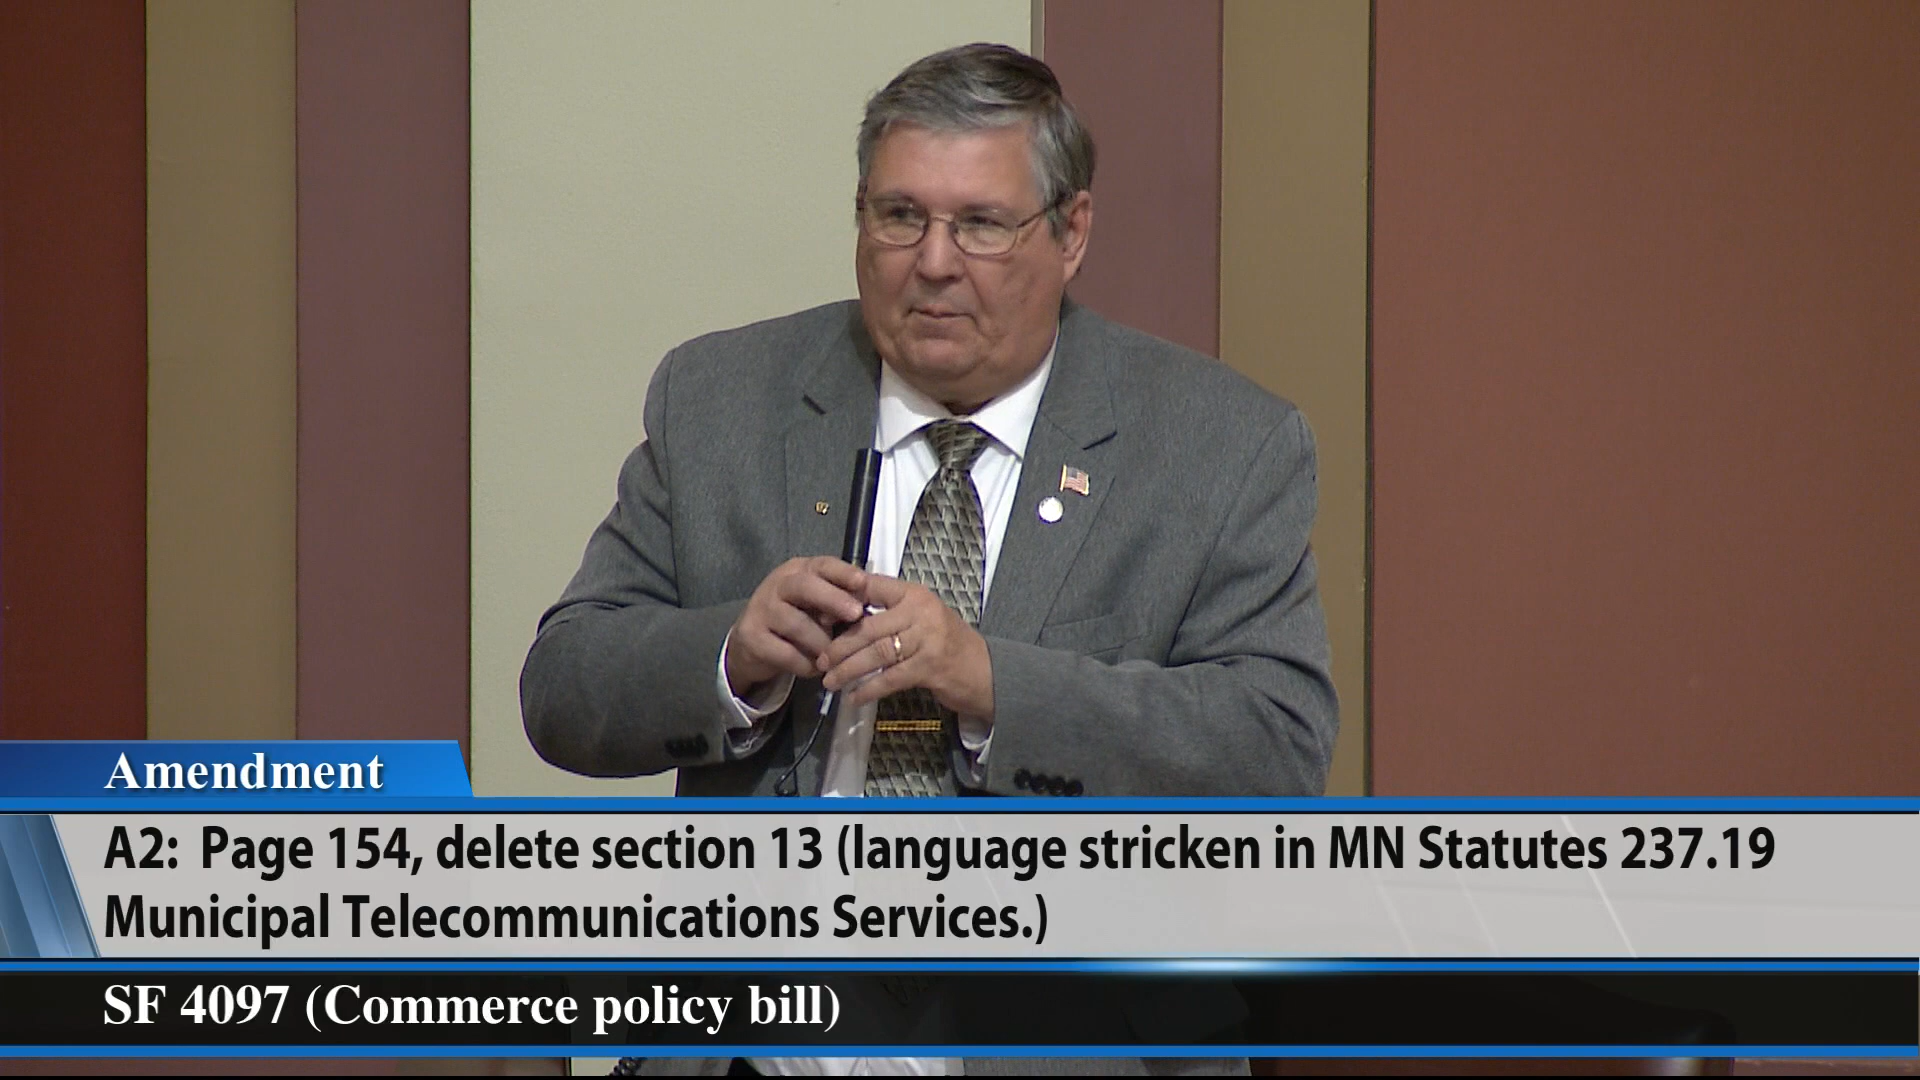 Amendment
A2: Page 154, delete section 13 (language stricken in MN Statutes 237.19
Municipal Telecommunications Services.)
SF 4097 (Commerce policy bill)